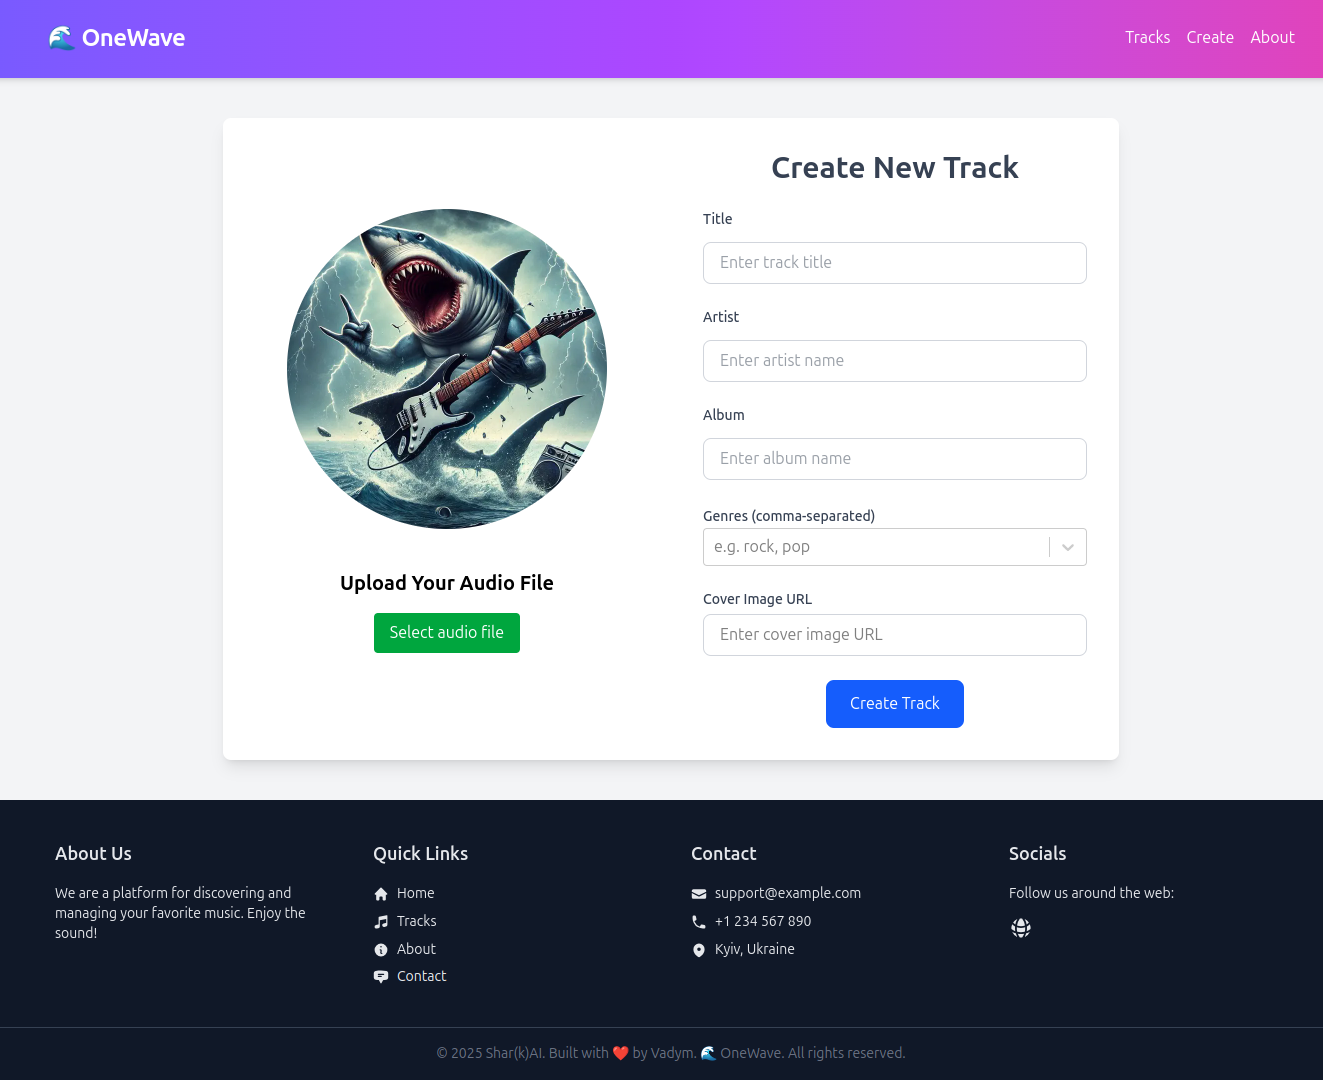 🌊 OneWave
Tracks Create About
Create New Track
Title
Enter track title
Artist
Enter artist name
Album
Enter album name
Genres (comma-separated)
e.g. rock, pop
Cover Image URL
Enter cover image URL
Create Track
Upload Your Audio File
Select audio file
About Us
We are a platform for discovering and
managing your favorite music. Enjoy the
sound!
Quick Links
Home
Tracks
About
Contact
Contact
support@example.com
+1 234 567 890
Kyiv, Ukraine
Socials
Follow us around the web:
© 2025 Shar(k)AI. Built with ❤️ by Vadym. 🌊 OneWave. All rights reserved.